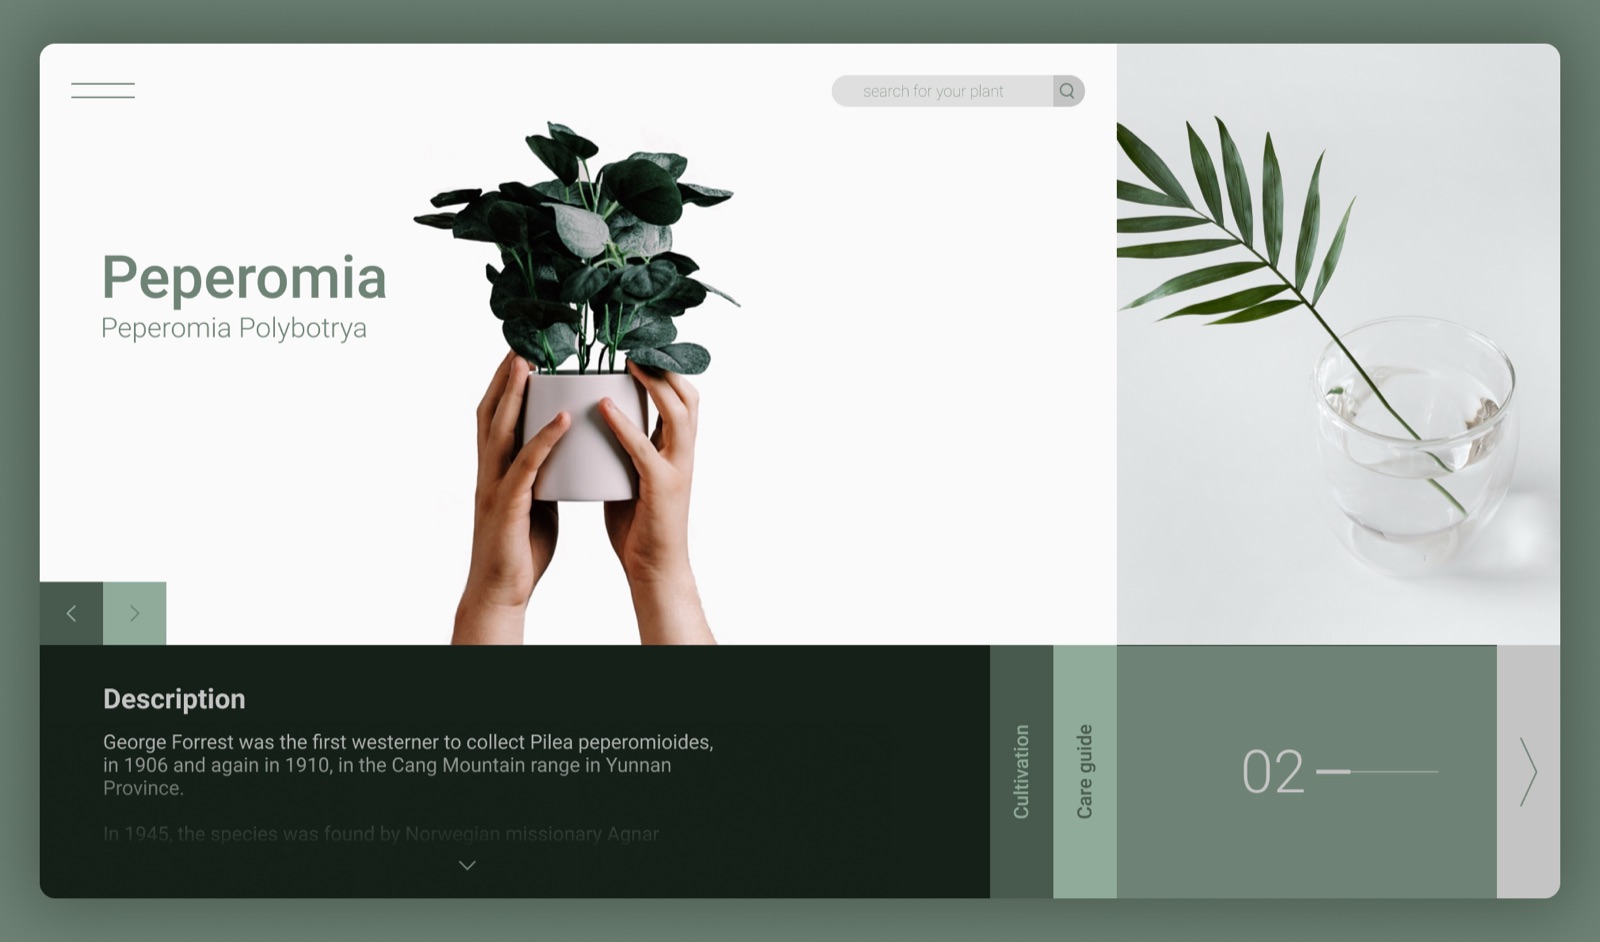 search for your plant
Peperomia
Peperomia Polybotrya
Description
George Forrest was the first westerner to collect Pilea peperomioides,
in 1906 and again in 1910, in the Cang Mountain range in Yunnan
Province.
In 1945, the species was found by Norwegian missionary Agnar
Cultivation
Care guide
02